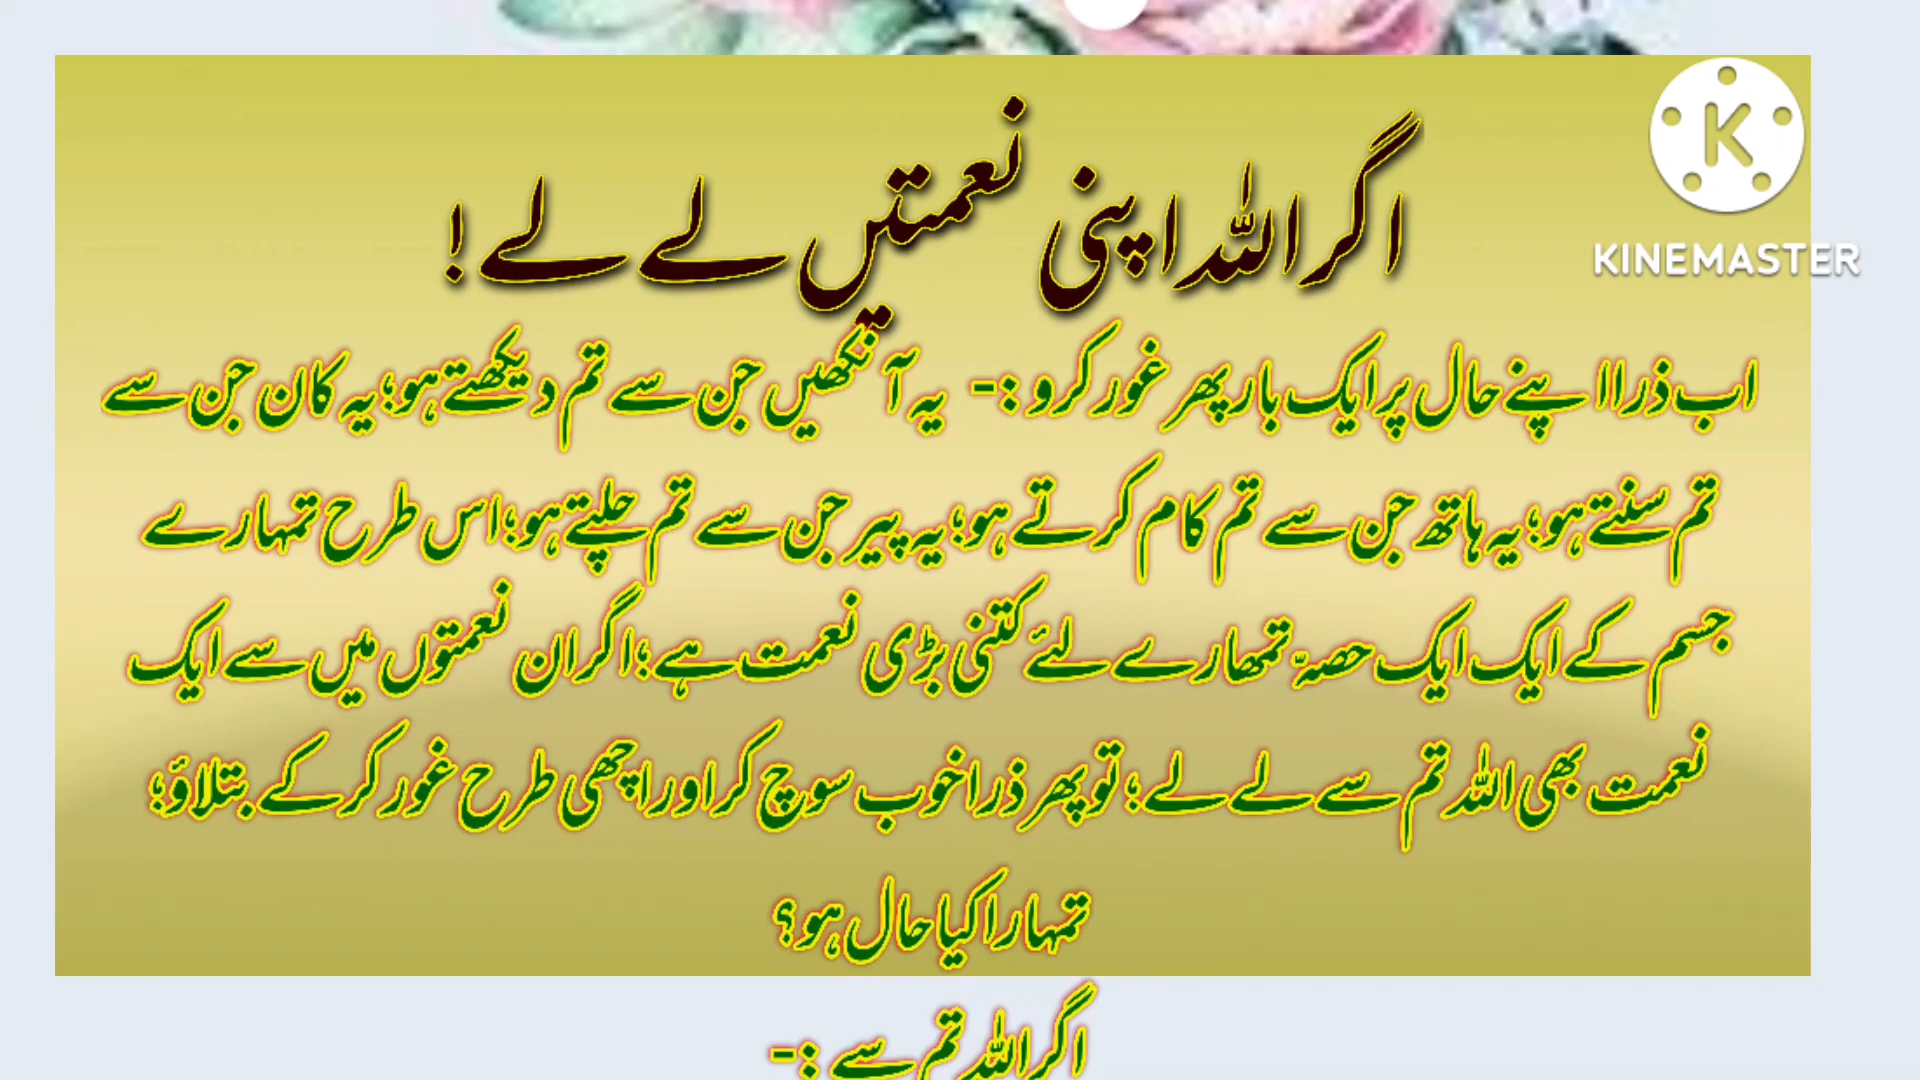 اگر اللہ اپنی نعمتیں لے لے!
KINEMASTER
اب ذرا اپنے حال پر ایک بار پھر غور کرو :- یہ آنکھیں جن سے تم دیکھتے ہو؛ یہ کان جن سے
تم سنتے ہو؛ یہ ہاتھ جن سے تم کام کرتے ہو؛ یہ پیر جن سے تم چلتے ہو؛ اس طرح تمہارے
جسم کے ایک ایک حصہّ تمھارے لئے کتنی بڑی نعمت ہے؛ اگر ان نعمتوں میں سے ایک
نعمت بھی اللہ تم سے لے لے؛ تو پھر ذرا خوب سوچ کر اور اچھی طرح غور کر کے بتلاؤ؛
تمہارا کیا حال ہو؟
اگر اللہ تم سے :-